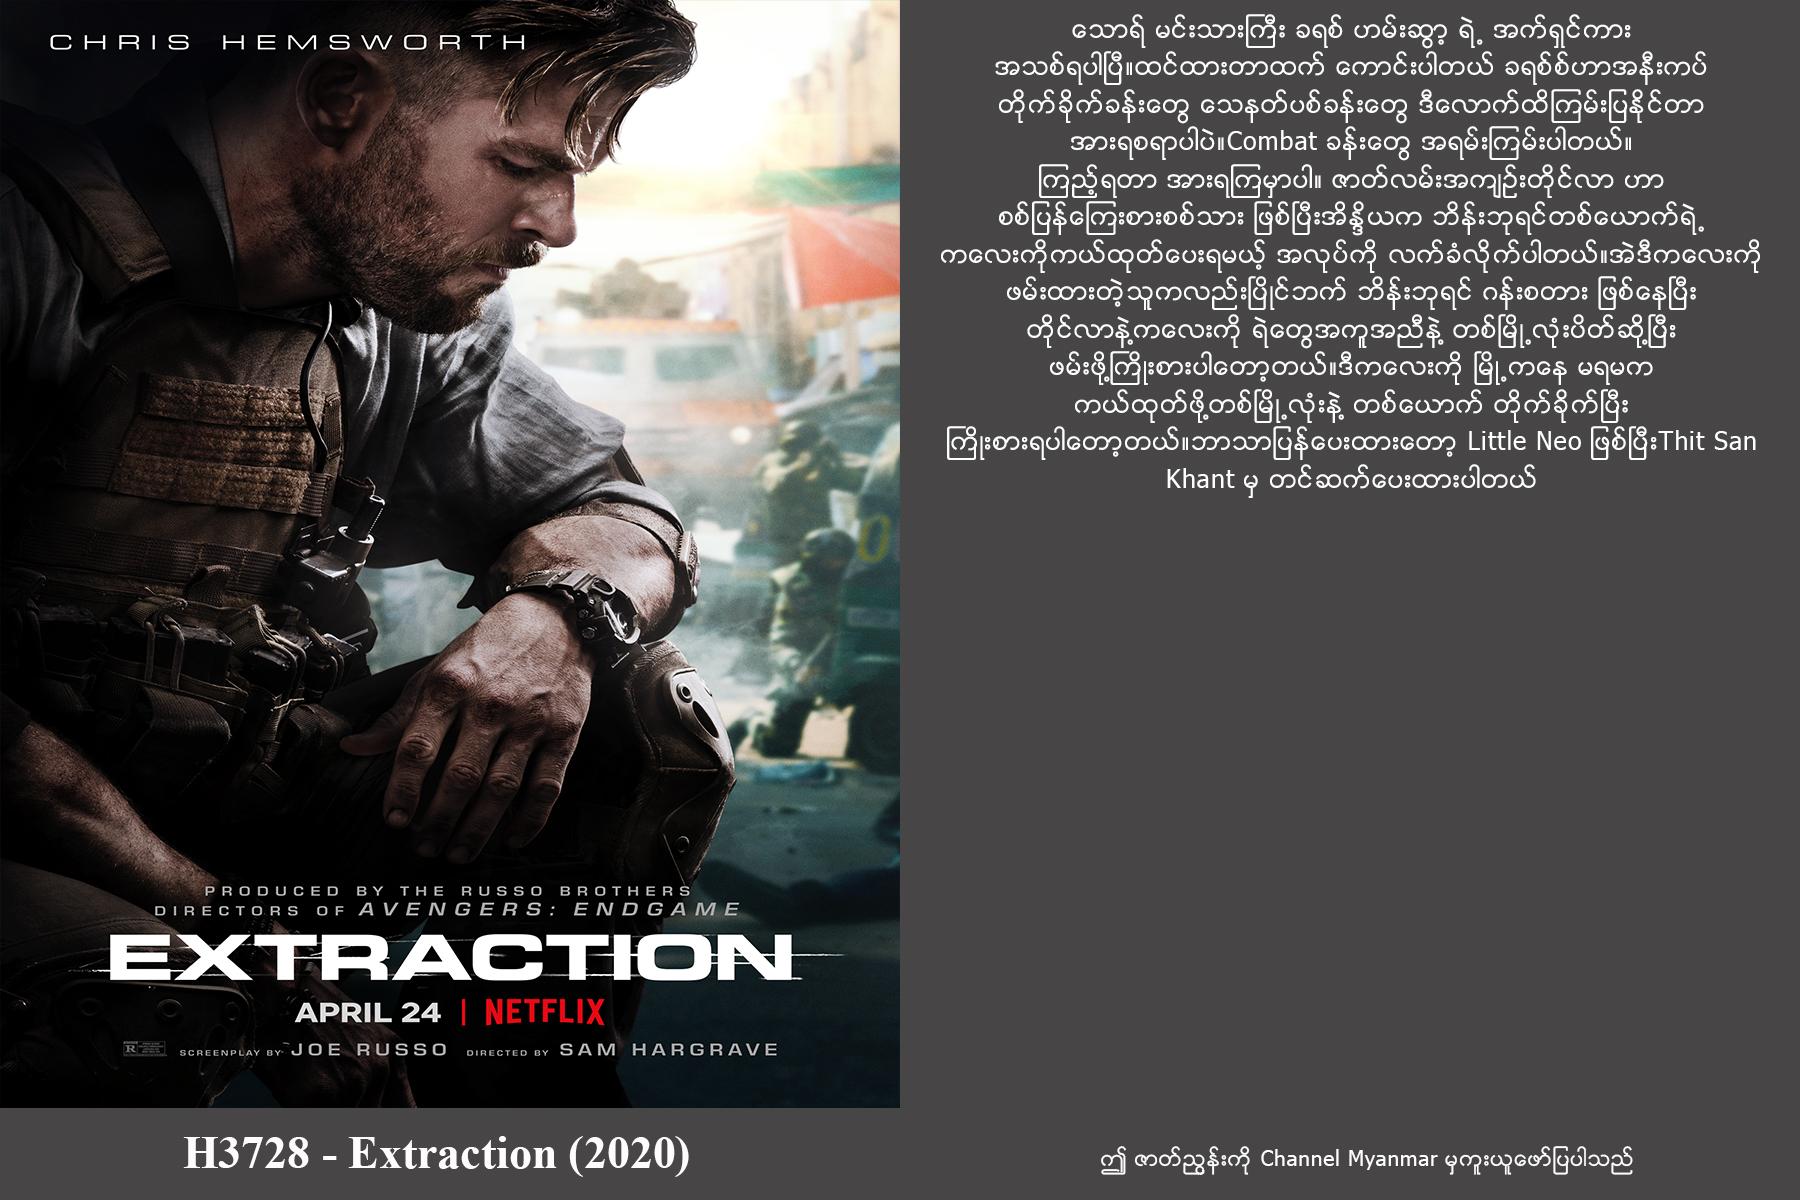 CHRIS HEMSWORTH
PRODUCED BY THE RUSSO BROTHERS
DIRECTORS OF AVENGERS: ENDGAME
EXTRACTION
APRIL 24 | NETFLIX
R
SCREENPLAY BY JOE RUSSO DIRECTED BY SAM HARGRAVE
H3728 - Extraction (2020)
သောရ် မင်းသားကြီး ခရစ် ဟမ်းဆွာ့ ရဲ့ အက်ရှင်ကား
အသစ်ရပါပြီ။ထင်ထားတာထက် ကောင်းပါတယ် ခရစ်စ်ဟာအနီးကပ်
တိုက်ခိုက်ခန်းတွေ သေနတ်ပစ်ခန်းတွေ ဒီလောက်ထိကြမ်းပြနိုင်တာ
အားရစရာပါပဲ။Combat ခန်းတွေ အရမ်းကြမ်းပါတယ်။
ကြည့်ရတာ အားရကြမှာပါ။ ဇာတ်လမ်းအကျဉ်းတိုင်လာ ဟာ
စစ်ပြန်ကြေးစားစစ်သား ဖြစ်ပြီးအိန္ဒိယက ဘိန်းဘုရင်တစ်ယောက်ရဲ့
ကလေးကိုကယ်ထုတ်ပေးရမယ့် အလုပ်ကို လက်ခံလိုက်ပါတယ်။အဲဒီကလေးကို
ဖမ်းထားတဲ့သူကလည်းပြိုင်ဘက် ဘိန်းဘုရင် ဂန်းစတား ဖြစ်နေပြီး
တိုင်လာနဲ့ကလေးကို ရဲတွေအကူအညီနဲ့ တစ်မြို့လုံးပိတ်ဆို့ပြီး
ဖမ်းဖို့ကြိုးစားပါတော့တယ်။ဒီကလေးကို မြို့ကနေ မရမက
ကယ်ထုတ်ဖို့တစ်မြို့လုံးနဲ့ တစ်ယောက် တိုက်ခိုက်ပြီး
ကြိုးစားရပါတော့တယ်။ဘာသာပြန်ပေးထားတော့ Little Neo ဖြစ်ပြီးThit San
Khant မှ တင်ဆက်ပေးထားပါတယ်
ဤ ဇာတ်ညွှန်းကို Channel Myanmar မှကူးယူဖော်ပြပါသည်